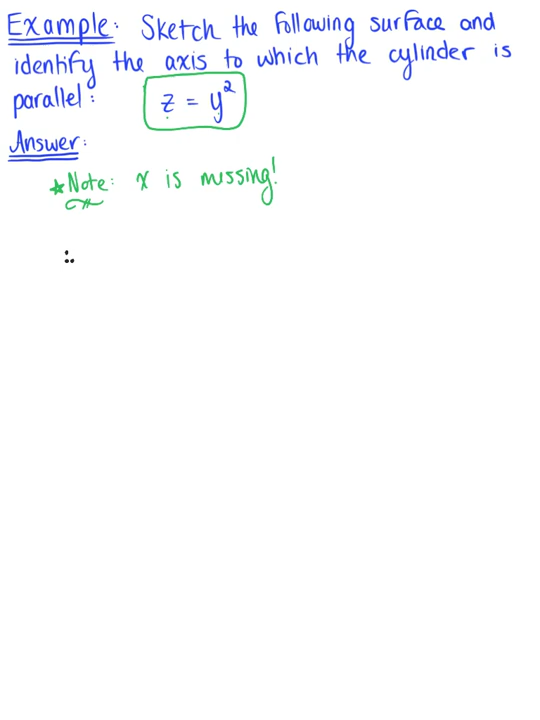 Example: Sketch the following surface and
identify the axis to which the cylinder is
parallel: z = y²
Answer:
★Note: x is missing!
:.